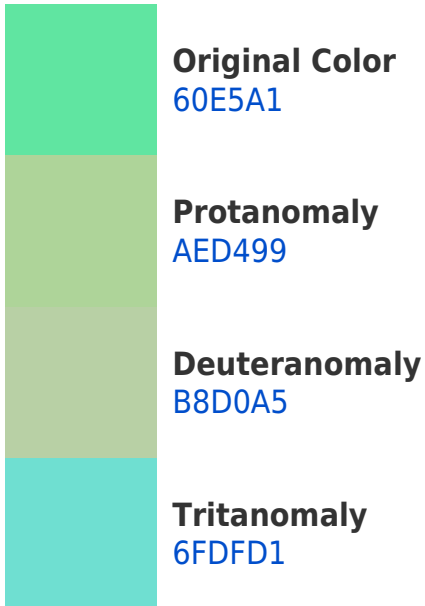 Original Color
60E5A1
Protanomaly
AED499
Deuteranomaly
B8D0A5
Tritanomaly
6FDFD1